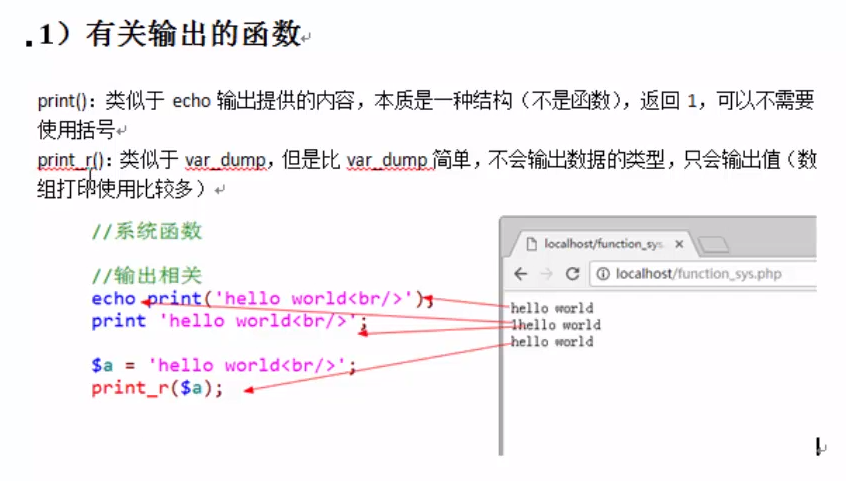 1）有关输出的函数
print()：类似于 echo 输出提供的内容，本质是一种结构（不是函数），返回 1，可以不需要
使用括号
print_r()：类似于 var_dump，但是比 var_dump 简单，不会输出数据的类型，只会输出值（数
组打印使用比较多）
//系统函数
//输出相关
echo print('hello world<br/>');
print 'hello world<br/>';
$a = 'hello world<br/>';
print_r($a);
localhost/function_sys.
localhost/function_sys.php
hello world
1hello world
hello world